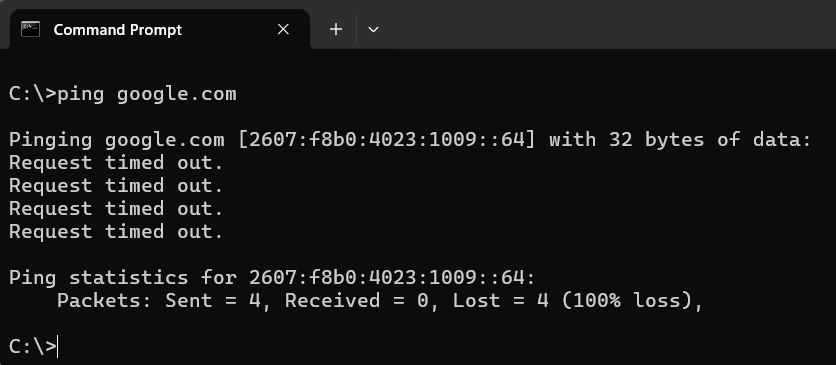 Command Prompt
C:\>ping google.com
Pinging google.com [2607:f8b0:4023:1009::64] with 32 bytes of data:
Request timed out.
Request timed out.
Request timed out.
Request timed out.
Ping statistics for 2607:f8b0:4023:1009::64:
    Packets: Sent = 4, Received = 0, Lost = 4 (100% loss),
C:\>